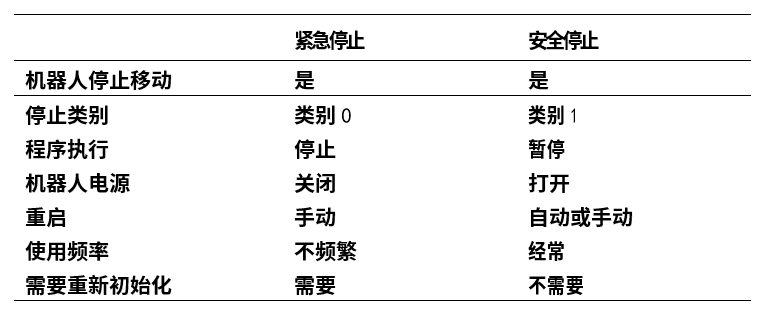 紧急停止 安全停止
机器人停止移动 是 是
停止类别 类别 0 类别 1
程序执行 停止 暂停
机器人电源 关闭 打开
重启 手动 自动或手动
使用频率 不频繁 经常
需要重新初始化 需要 不需要